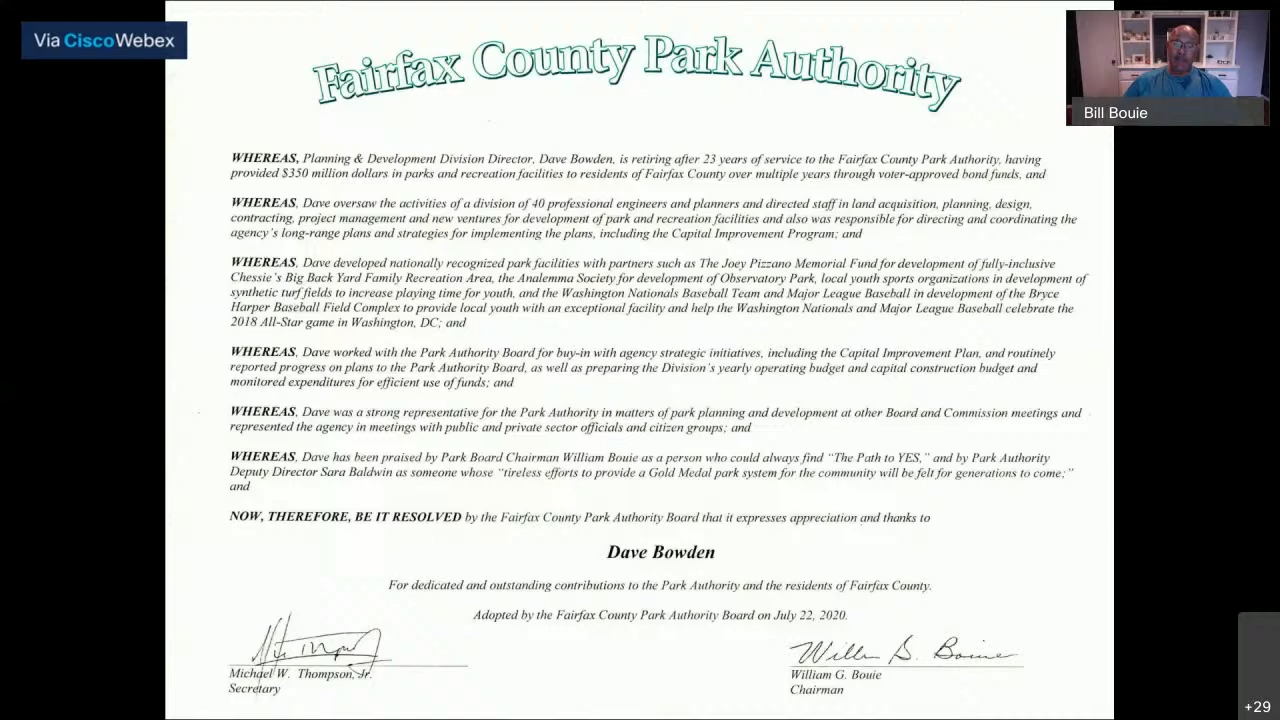 Via Cisco Webex
Fairfax County Park Authority
Bill Bouie
WHEREAS, Planning & Development Division Director, Dave Bowden, is retiring after 23 years of service to the Fairfax County Park Authority, having
provided $350 million dollars in parks and recreation facilities to residents of Fairfax County over multiple years through voter-approved bond funds, and
WHEREAS, Dave oversaw the activities of a division of 40 professional engineers and planners and directed staff in land acquisition, planning, design,
contracting, project management and new ventures for development of park and recreation facilities and also was responsible for directing and coordinating the
agency's long-range plans and strategies for implementing the plans, including the Capital Improvement Program; and
WHEREAS, Dave developed nationally recognized park facilities with partners such as The Joey Pizzano Memorial Fund for development of fully-inclusive
Chessie's Big Back Yard Family Recreation Area, the Analemma Society for development of Observatory Park, local youth sports organizations in development of
synthetic turf fields to increase playing time for youth, and the Washington Nationals Baseball Team and Major League Baseball in development of the Bryce
Harper Baseball Field Complex to provide local youth with an exceptional facility and help the Washington Nationals and Major League Baseball celebrate the
2018 All-Star game in Washington, DC; and
WHEREAS, Dave worked with the Park Authority Board for buy-in with agency strategic initiatives, including the Capital Improvement Plan, and routinely
reported progress on plans to the Park Authority Board, as well as preparing the Division's yearly operating budget and capital construction budget and
monitored expenditures for efficient use of funds; and
WHEREAS, Dave was a strong representative for the Park Authority in matters of park planning and development at other Board and Commission meetings and
represented the agency in meetings with public and private sector officials and citizen groups; and
WHEREAS, Dave has been praised by Park Board Chairman William Bouie as a person who could always find "The Path to YES," and by Park Authority
Deputy Director Sara Baldwin as someone whose "tireless efforts to provide a Gold Medal park system for the community will be felt for generations to come;"
and
NOW, THEREFORE, BE IT RESOLVED by the Fairfax County Park Authority Board that it expresses appreciation and thanks to
Dave Bowden
For dedicated and outstanding contributions to the Park Authority and the residents of Fairfax County.
Adopted by the Fairfax County Park Authority Board on July 22, 2020.
Willm G. Bouie
Michael W. Thompson, Jr.
Secretary
William G. Bouie
Chairman
+29